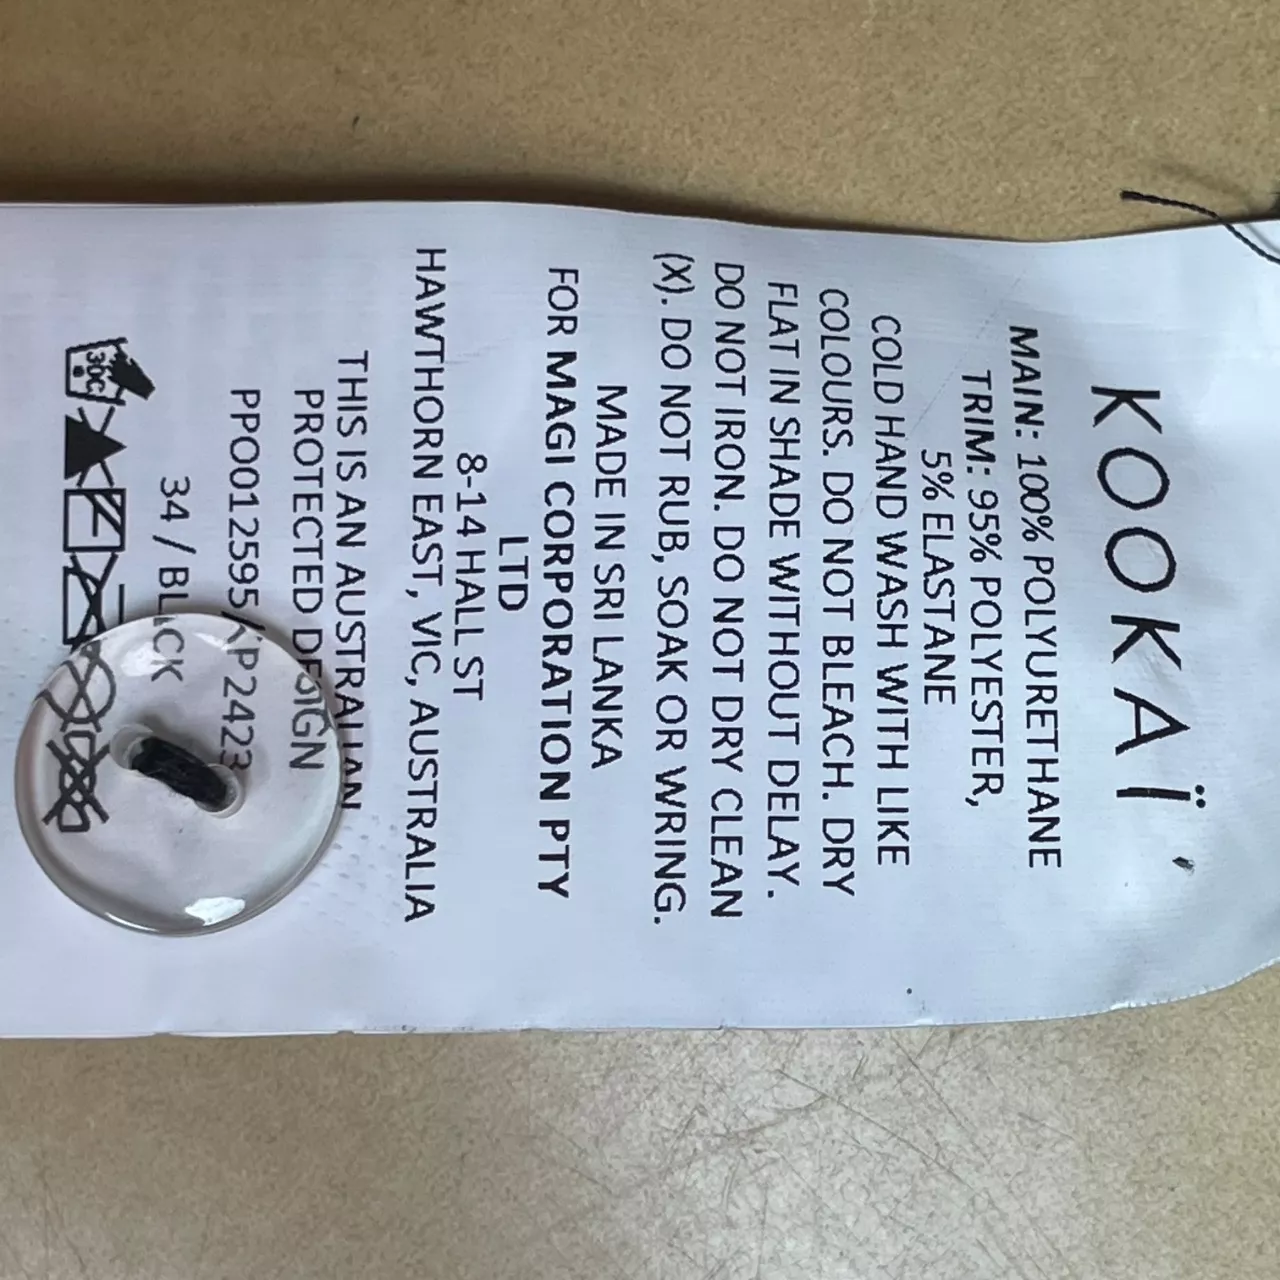 KOOKAÏ
MAIN: 100% POLYURETHANE
TRIM: 95% POLYESTER,
5% ELASTANE
COLD HAND WASH WITH LIKE
COLOURS. DO NOT BLEACH. DRY
FLAT IN SHADE WITHOUT DELAY.
DO NOT IRON. DO NOT DRY CLEAN
(X). DO NOT RUB, SOAK OR WRING.
MADE IN SRI LANKA
FOR MAGI CORPORATION PTY
LTD
8-14 HALL ST
HAWTHORN EAST, VIC, AUSTRALIA
THIS IS AN AUSTRALIAN
PROTECTED DESIGN
PPO0012595/
34 / BLACK
30C